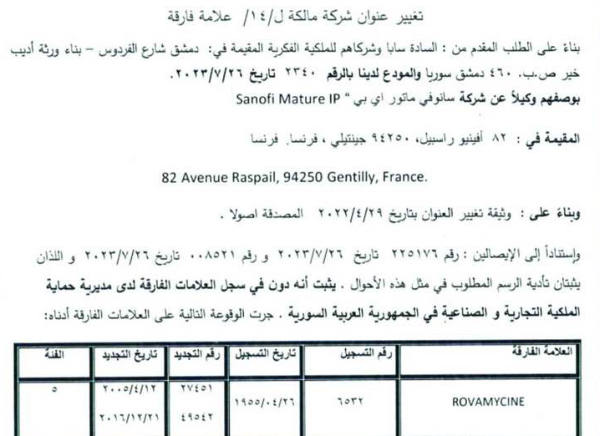 تغيير عنوان شركة مالكة ل/١٤/ علامة فارقة
بناءً على الطلب المقدم من : السادة سابا وشركاهم للملكية الفكرية المقيمة في: دمشق شارع الفردوس – بناء ورثة أديب
خير ص.ب. ٤٦٠ دمشق سوريا والمودع لدينا بالرقم ٢٣٤٠ تاريخ ٢٠٢٣/٧/٢٦.
بوصفهم وكيلاً عن شركة سانوفي ماتور اي بي " Sanofi Mature IP
المقيمة في : ٨٢ أفينيو راسبيل، ٩٤٢٥٠ جينتيلي ، فرنسا. فرنسا
82 Avenue Raspail, 94250 Gentilly, France.
وبناءً على : وثيقة تغيير العنوان بتاريخ ٢٠٢٢/٤/٢٩ المصدقة اصولا .
وإستناداً إلى الإيصالين : رقم ٢٢٥١٧٦ تاريخ ٢٠٢٣/٧/٢٦ و رقم ٠٠٨٥٢١ تاريخ ٢٠٢٣/٧/٢٦ و اللذان
يثبتان تأدية الرسم المطلوب في مثل هذه الأحوال . يثبت أنه دون في سجل العلامات الفارقة لدى مديرية حماية
الملكية التجارية و الصناعية في الجمهورية العربية السورية . جرت الوقوعة التالية على العلامات الفارقة أدناه:
العلامة الفارقة رقم التسجيل تاريخ التسجيل رقم التجديد تاريخ التجديد الفئة
ROVAMYCINE ٦٥٣٢ ١٩٥٥/٠٤/٢٦ ٢٧٤٥١ ٢٠٠٥/٤/١٢ ٥
٤٩٥٤٢ ٢٠١٦/١٢/٢١